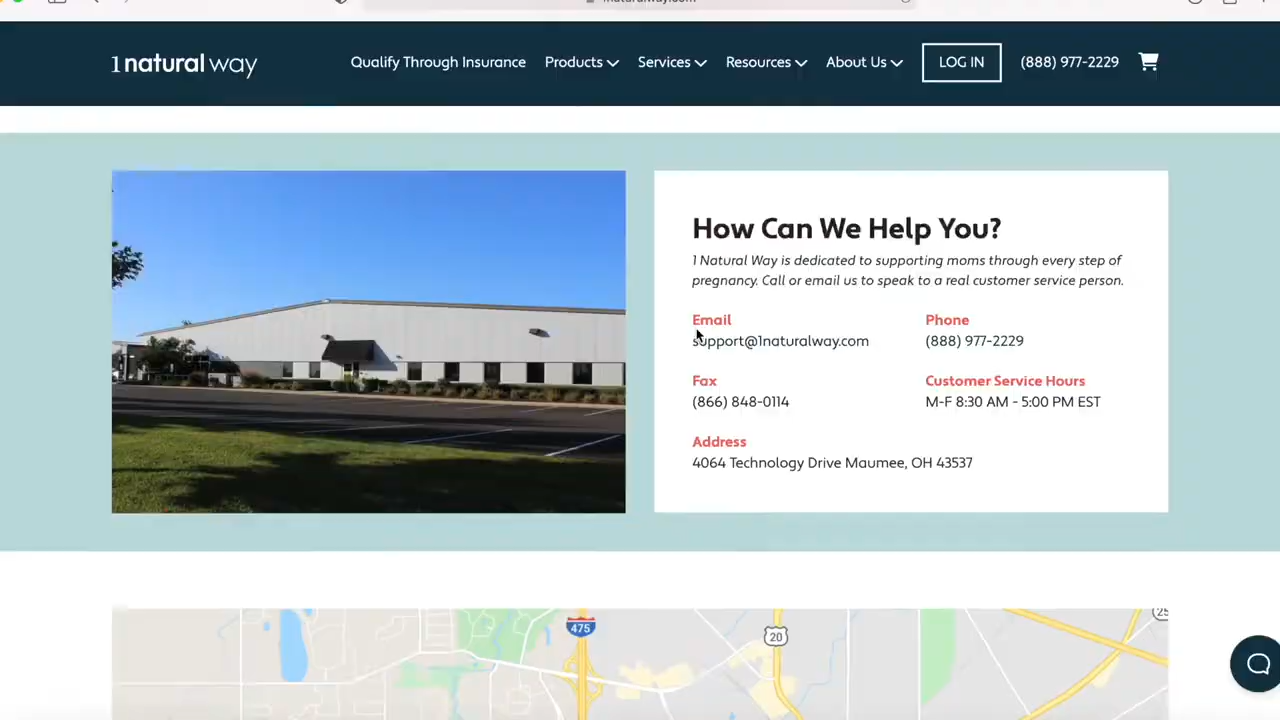 1 natural way
Qualify Through Insurance Products Services Resources About Us LOG IN (888) 977-2229
How Can We Help You?
1 Natural Way is dedicated to supporting moms through every step of
pregnancy. Call or email us to speak to a real customer service person.
Email
support@1naturalway.com
Phone
(888) 977-2229
Fax
(866) 848-0114
Customer Service Hours
M-F 8:30 AM - 5:00 PM EST
Address
4064 Technology Drive Maumee, OH 43537
475
20